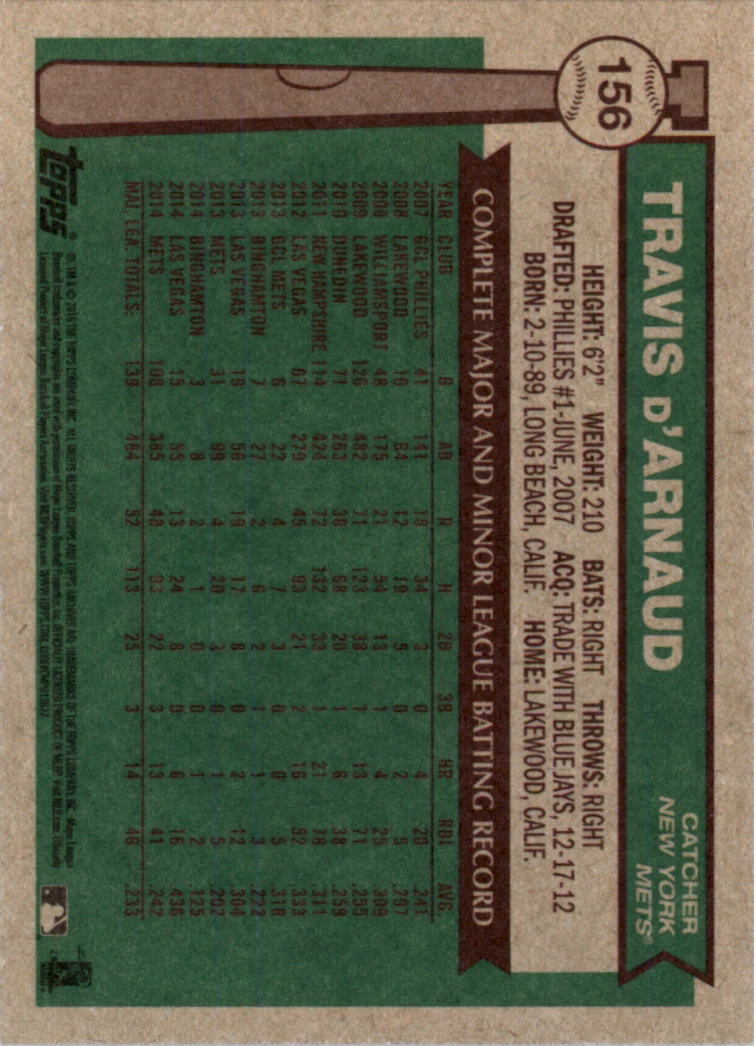 156
TRAVIS D'ARNAUD
CATCHER
NEW YORK
METS®
HEIGHT: 6'2" WEIGHT: 210 BATS: RIGHT THROWS: RIGHT
DRAFTED: PHILLIES #1-JUNE, 2007 ACQ: TRADE WITH BLUE JAYS, 12-17-12
BORN: 2-10-89, LONG BEACH, CALIF. HOME: LAKEWOOD, CALIF.
COMPLETE MAJOR AND MINOR LEAGUE BATTING RECORD
YEAR CLUB G AB R H 2B 3B HR RBI AVG.
2007 GCL PHILLIES 41 141 18 34 3 0 4 20 .241
2008 LAKEWOOD 16 64 12 19 5 0 2 5 .297
2008 WILLIAMSPORT 48 175 21 54 13 1 4 25 .309
2009 LAKEWOOD 126 482 71 123 38 1 13 71 .255
2010 DUNEDIN 71 263 36 68 20 1 6 38 .259
2011 NEW HAMPSHIRE 114 424 72 132 33 1 21 78 .311
2012 LAS VEGAS 67 279 45 93 21 2 16 52 .333
2013 GCL METS 6 22 4 7 3 0 0 5 .318
2013 BINGHAMTON 7 27 2 6 2 1 1 3 .222
2013 LAS VEGAS 19 56 19 17 8 0 2 12 .304
2013 METS 31 99 4 20 3 0 1 5 .202
2014 BINGHAMTON 3 8 2 1 0 0 1 2 .125
2014 LAS VEGAS 15 55 13 24 8 0 6 16 .436
2014 METS 108 385 48 93 22 3 13 41 .242
MAJ. LEA. TOTALS: 139 484 52 113 25 3 14 46 .233
Topps ®